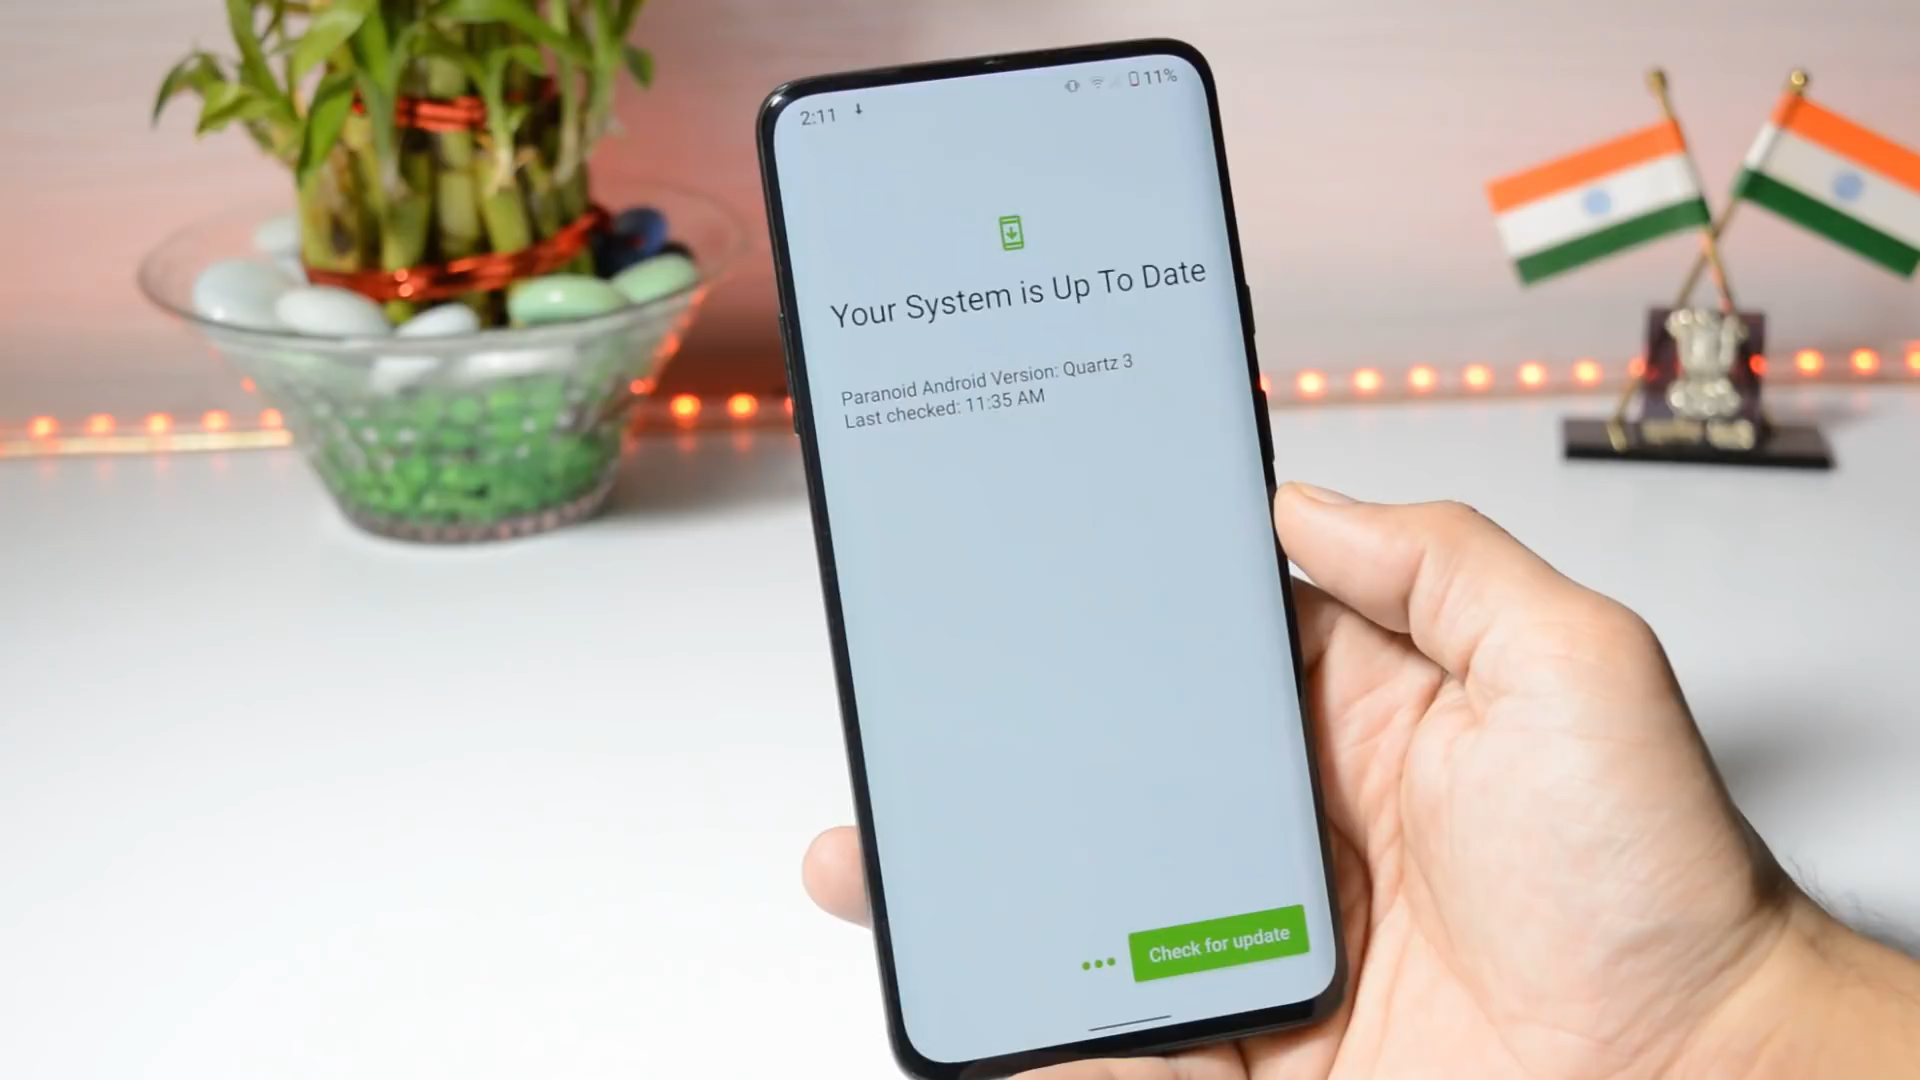 2:11
11%
Your System is Up To Date
Paranoid Android Version: Quartz 3
Last checked: 11:35 AM
Check for update